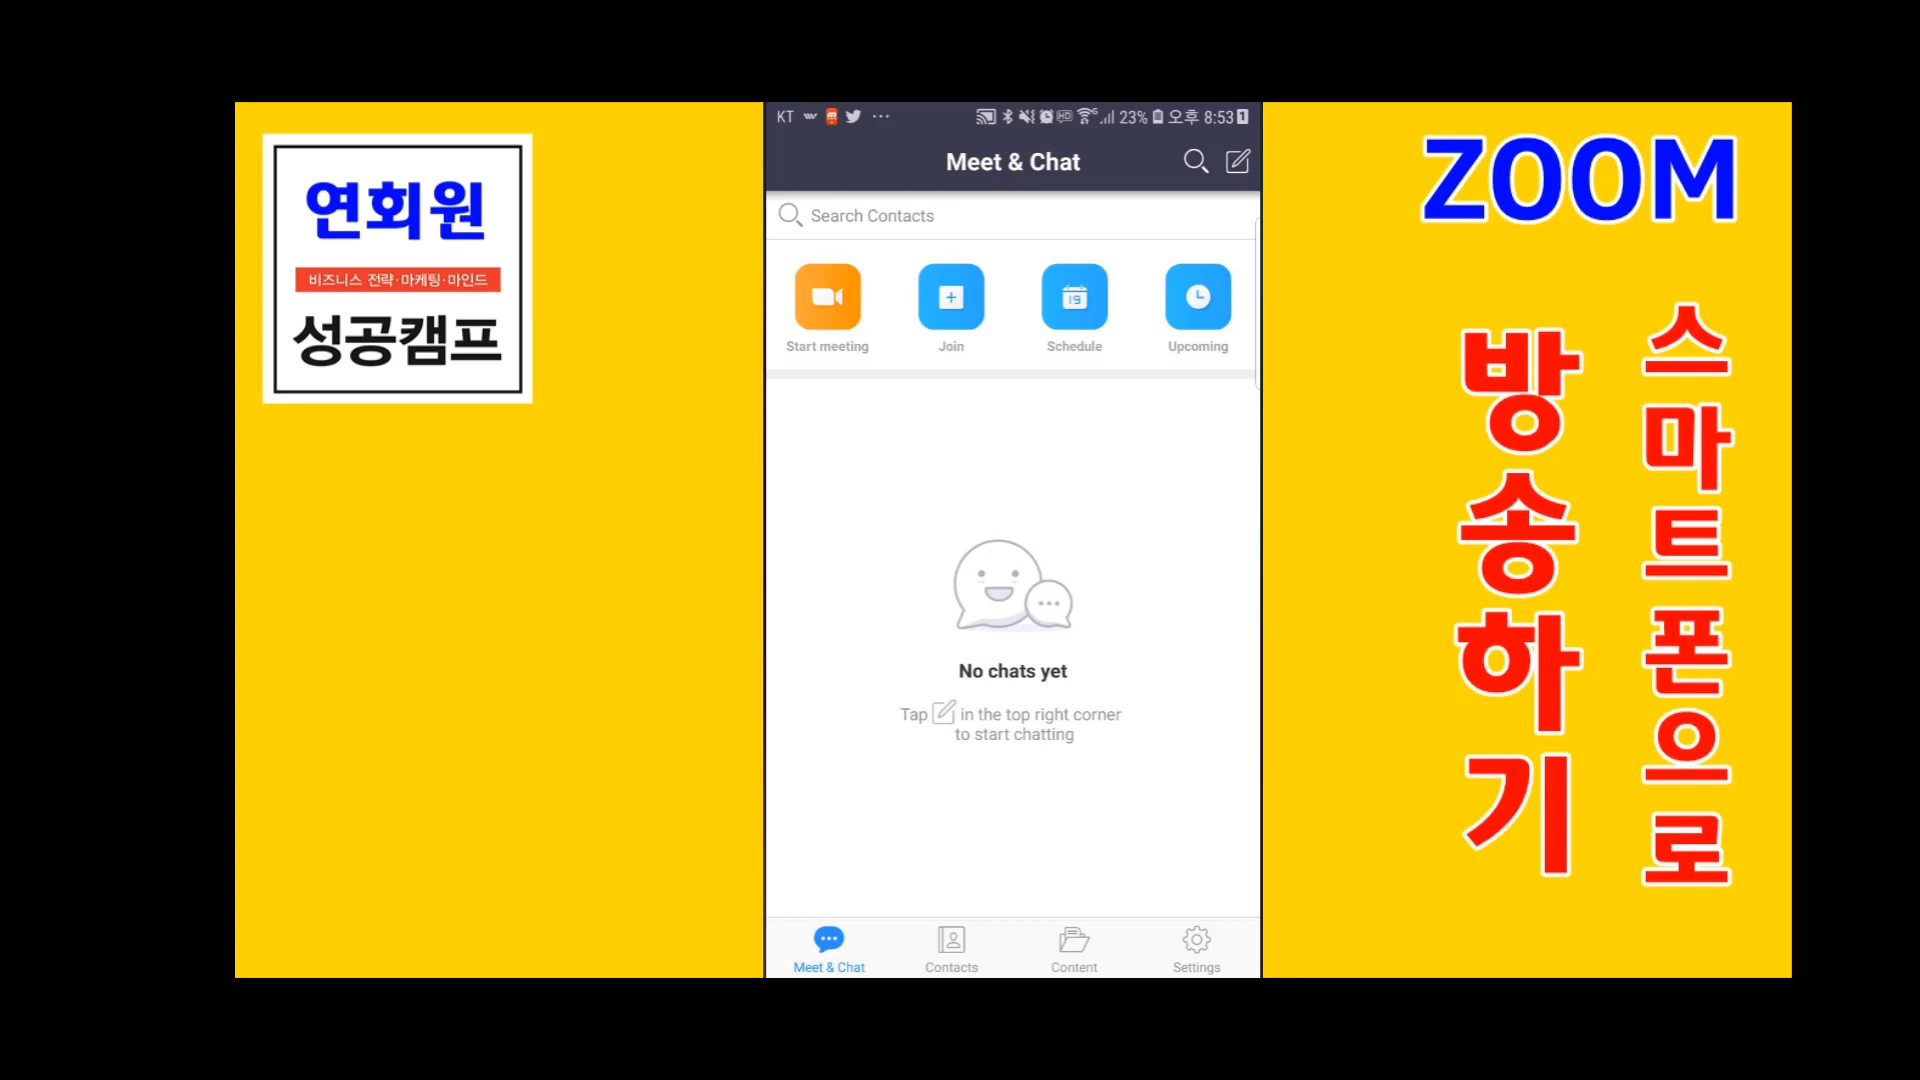 연회원
비즈니스 전략·마케팅·마인드
성공캠프
KT ··· HD 23% 오후 8:53
Meet & Chat
Search Contacts
19
Start meeting
Join
Schedule
Upcoming
No chats yet
Tap in the top right corner
to start chatting
Meet & Chat
Contacts
Content
Settings
ZOOM
스마트폰으로
방송하기